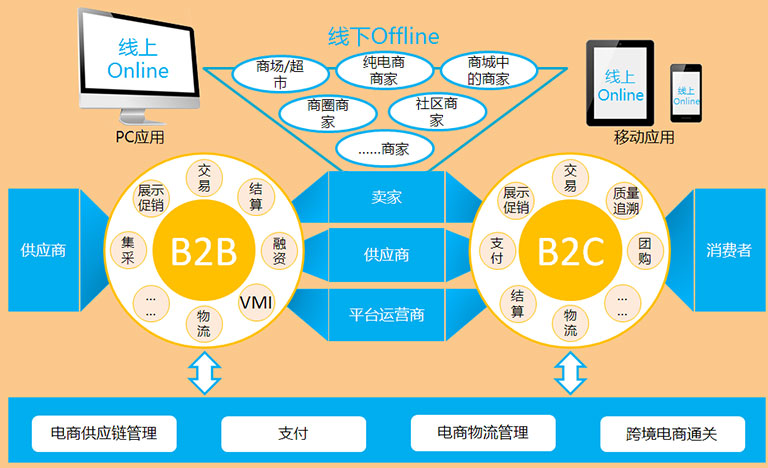 线上
Online
PC应用
线下Offline
商场/超
市
纯电商
商家
商城中
的商家
商圈商
家
社区商
家
......商家
线上
Online
线上
Online
移动应用
供应商
B2B
交
易
结
算
融
资
VMI
物
流
...
...
集
采
展示
促销
卖家
供应商
平台运营商
B2C
交
易
质量
追溯
团
购
...
...
物
流
结
算
支
付
展示
促销
消费者
电商供应链管理
支付
电商物流管理
跨境电商通关